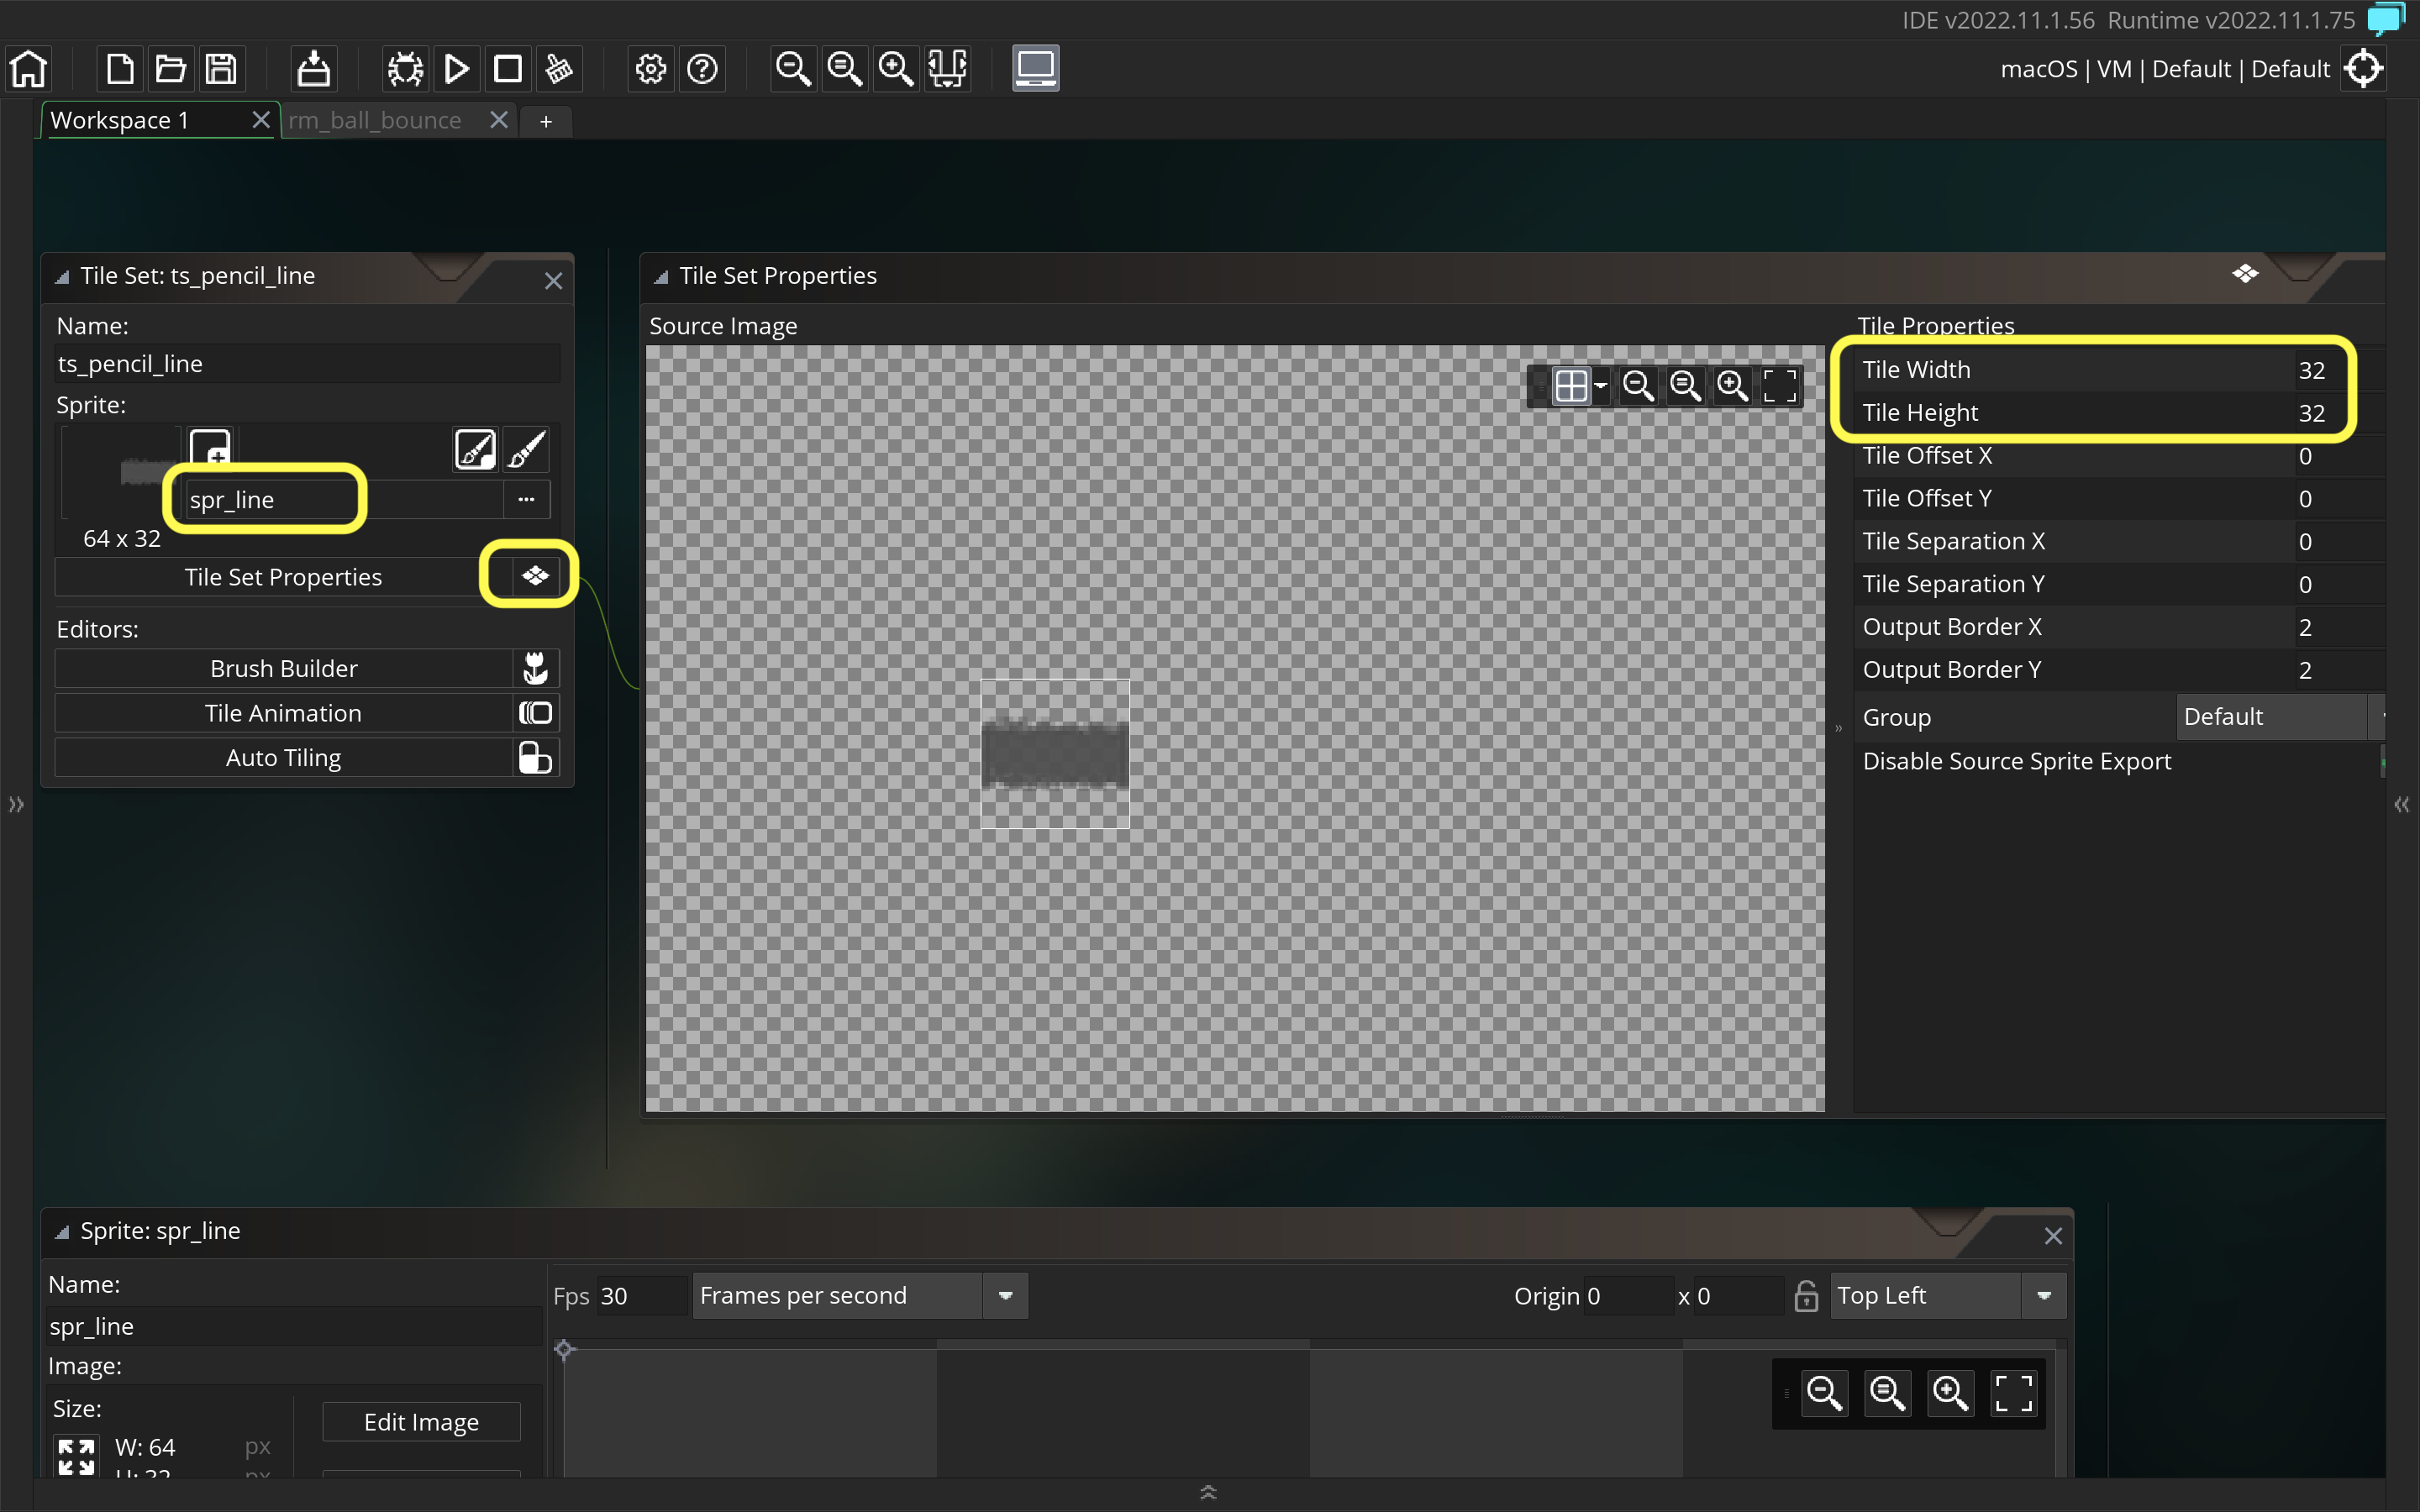 IDE v2022.11.1.56 Runtime v2022.11.1.75
macOS | VM | Default | Default
Workspace 1
rm_ball_bounce
+
Tile Set: ts_pencil_line
Name:
ts_pencil_line
Sprite:
spr_line
...
64 x 32
Tile Set Properties
Editors:
Brush Builder
Tile Animation
Auto Tiling
Tile Set Properties
Source Image
Tile Properties
Tile Width 32
Tile Height 32
Tile Offset X 0
Tile Offset Y 0
Tile Separation X 0
Tile Separation Y 0
Output Border X 2
Output Border Y 2
Group Default
Disable Source Sprite Export
Sprite: spr_line
Name:
spr_line
Image:
Size:
W: 64 px
H: 32 px
Edit Image
Fps 30 Frames per second
Origin 0 x 0 Top Left